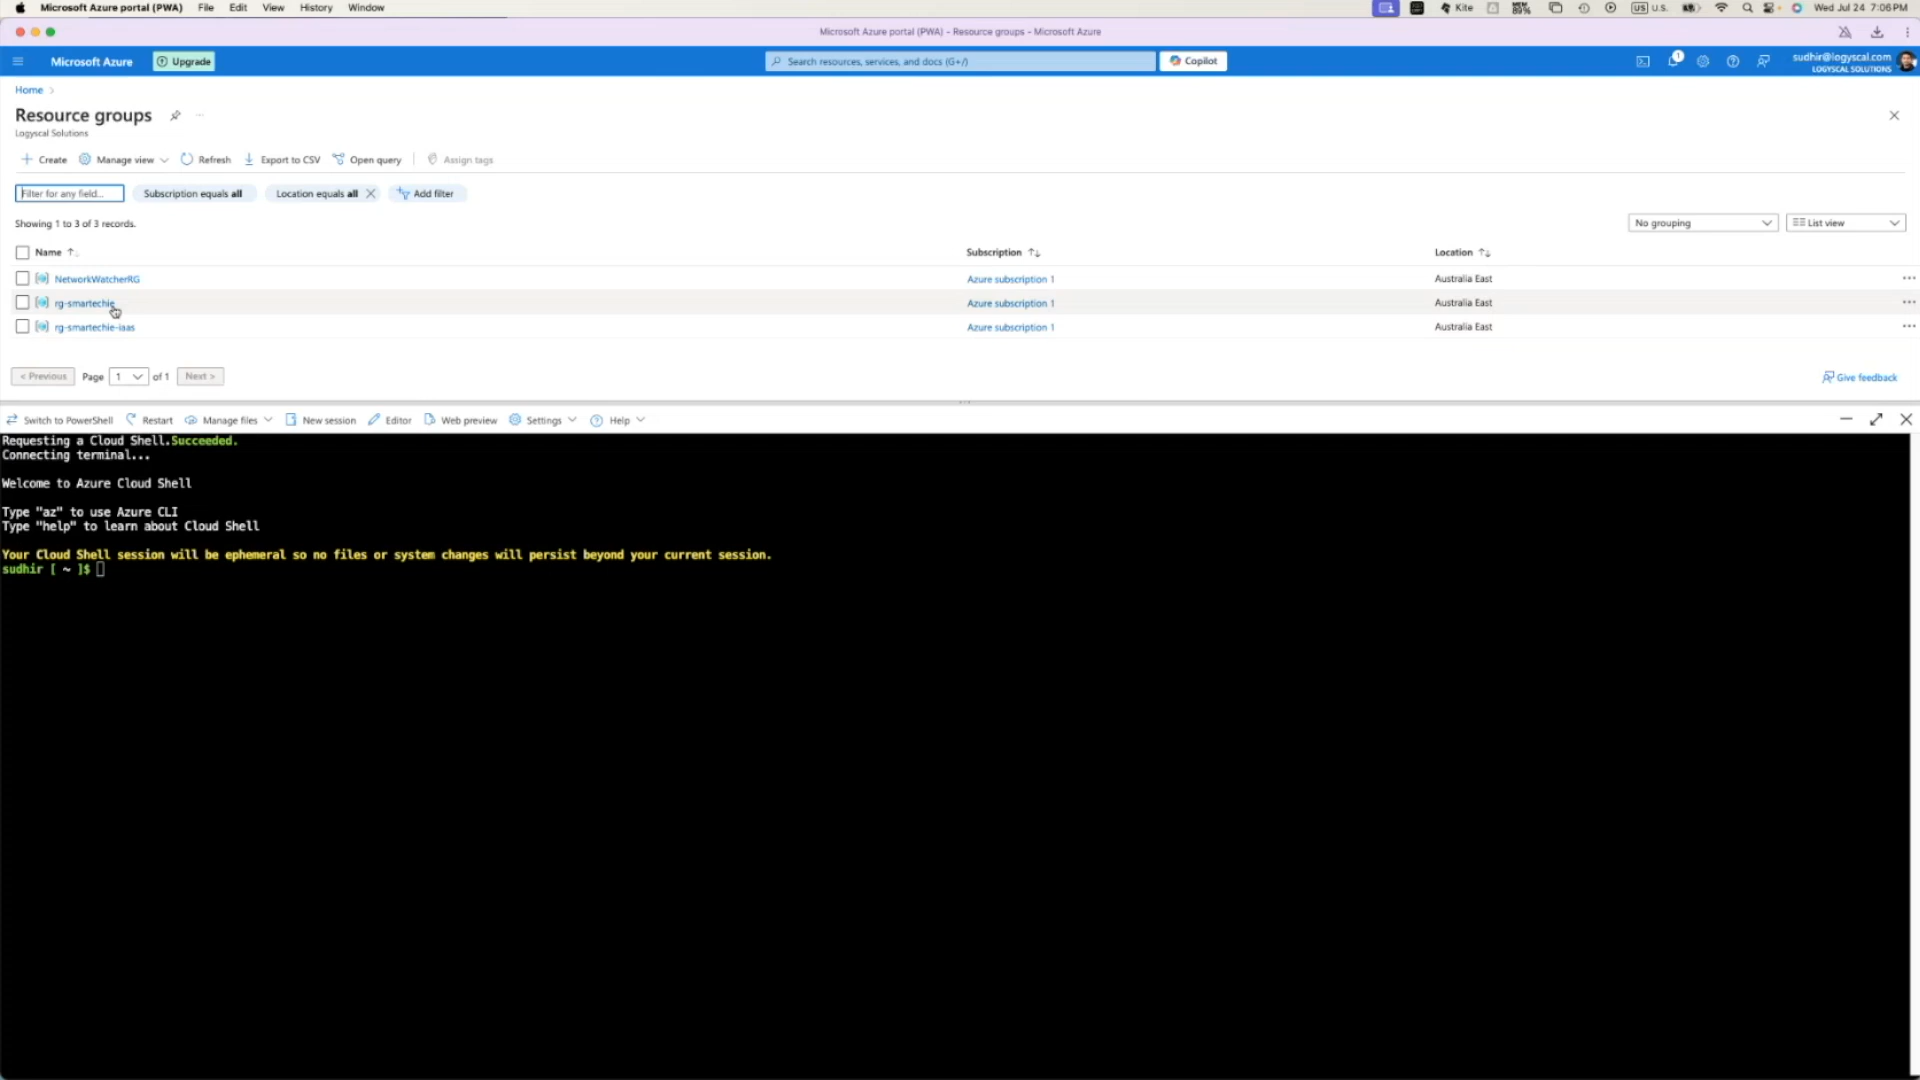 Microsoft Azure portal (PWA) File Edit View History Window Kite 80% US U.S. Wed Jul 24 7:06 PM
Microsoft Azure portal (PWA) - Resource groups - Microsoft Azure
Microsoft Azure Upgrade Search resources, services, and docs (G+/) Copilot 1 sudhir@logyscal.com
LOGYSCAL SOLUTIONS
Home >
Resource groups ...
Logyscal Solutions
Create Manage view Refresh Export to CSV Open query Assign tags
Filter for any field... Subscription equals all Location equals all Add filter
Showing 1 to 3 of 3 records. No grouping List view
Name Subscription Location
NetworkWatcherRG Azure subscription 1 Australia East
rg-smartechie Azure subscription 1 Australia East
rg-smartechie-iaas Azure subscription 1 Australia East
< Previous Page 1 of 1 Next > Give feedback
Switch to PowerShell Restart Manage files New session Editor Web preview Settings Help
Requesting a Cloud Shell.Succeeded.
Connecting terminal...
Welcome to Azure Cloud Shell
Type "az" to use Azure CLI
Type "help" to learn about Cloud Shell
Your Cloud Shell session will be ephemeral so no files or system changes will persist beyond your current session.
sudhir [ ~ ]$